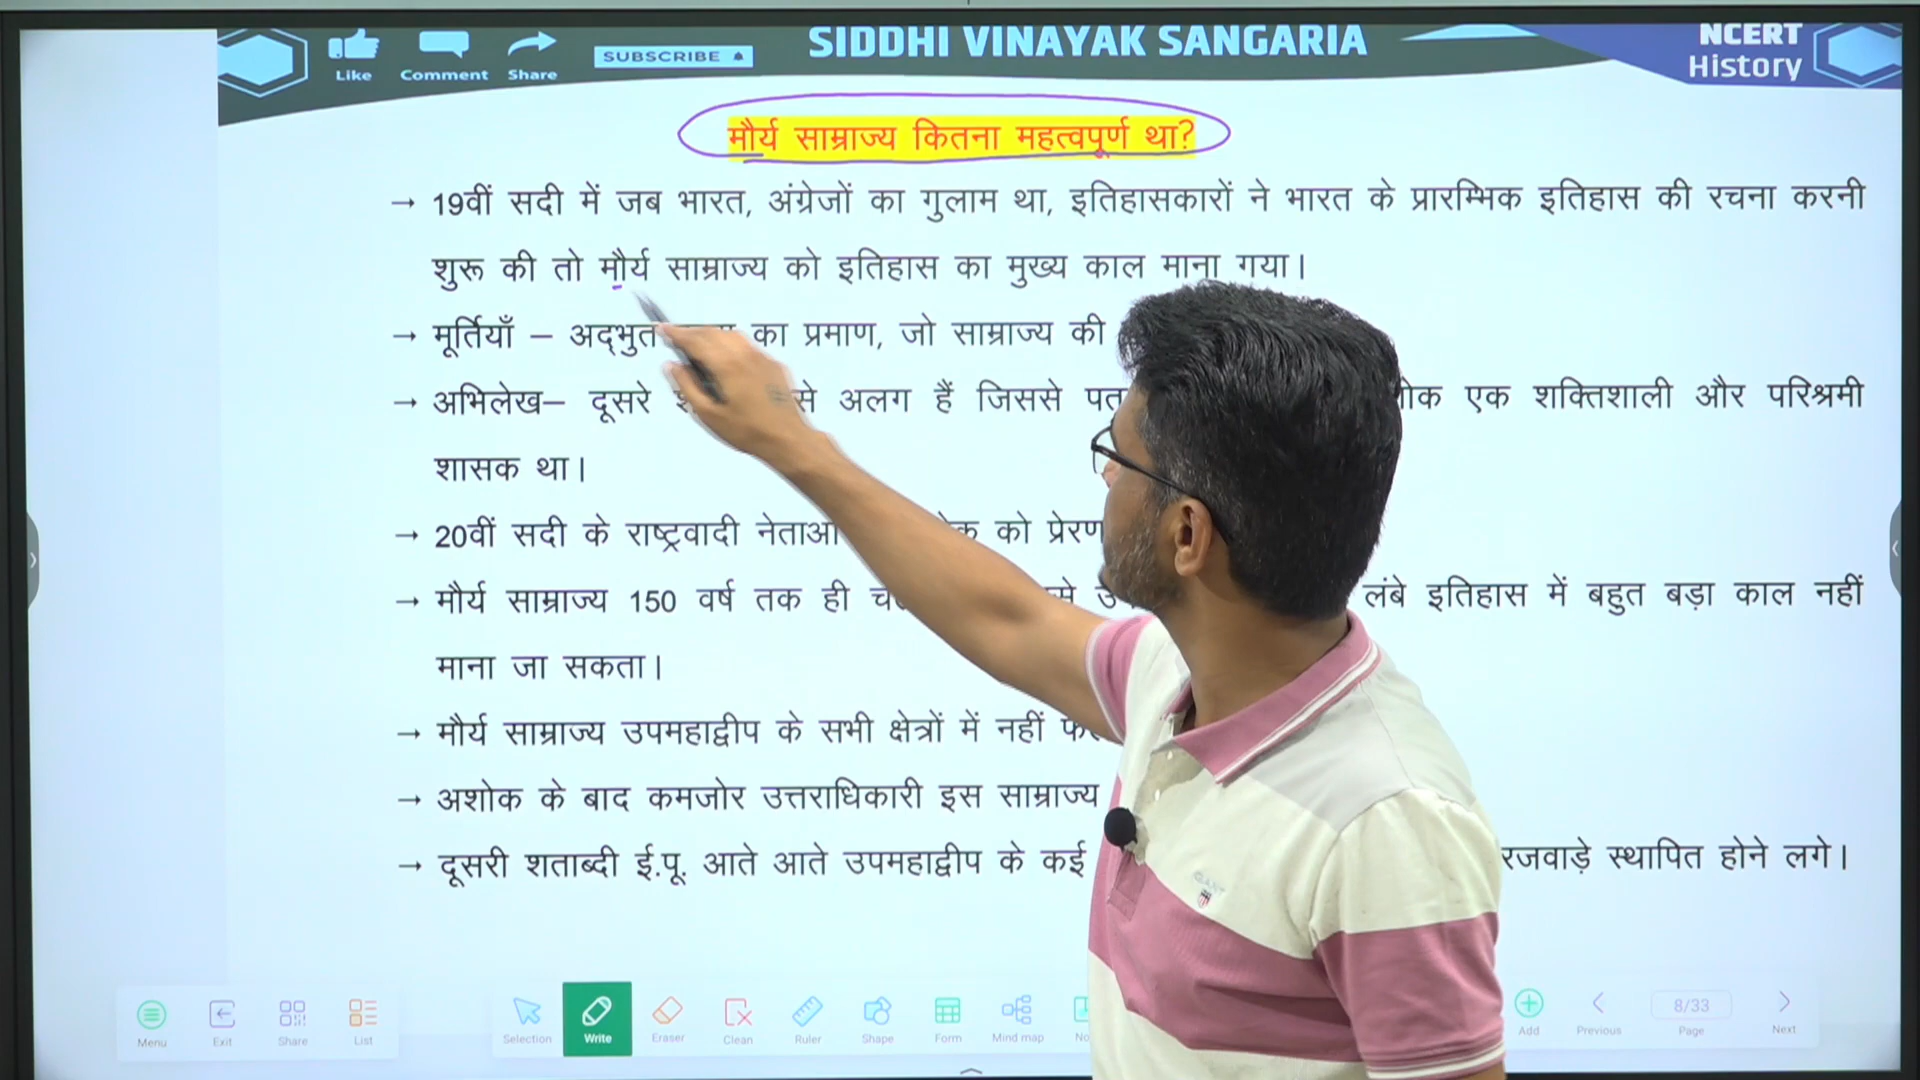 SIDDHI VINAYAK SANGARIA
NCERT
History
Like
Comment
Share
SUBSCRIBE
मौर्य साम्राज्य कितना महत्वपूर्ण था?
→ 19वीं सदी में जब भारत, अंग्रेजों का गुलाम था, इतिहासकारों ने भारत के प्रारम्भिक इतिहास की रचना करनी
शुरू की तो मौर्य साम्राज्य को इतिहास का मुख्य काल माना गया।
→ मूर्तियाँ – अद्भुत का प्रमाण, जो साम्राज्य की
→ अभिलेख– दूसरे से अलग हैं जिससे एक शक्तिशाली और परिश्रमी
शासक था।
→ 20वीं सदी के राष्ट्रवादी को
→ मौर्य साम्राज्य 150 वर्ष तक ही लंबे इतिहास में बहुत बड़ा काल नहीं
माना जा सकता।
→ मौर्य साम्राज्य उपमहाद्वीप के सभी क्षेत्रों में नहीं
→ अशोक के बाद कमजोर उत्तराधिकारी इस साम्राज्य
→ दूसरी शताब्दी ई.पू. आते आते उपमहाद्वीप के कई रजवाड़े स्थापित होने लगे।
GANT
Menu
Exit
Share
List
Selection
Write
Eraser
Clean
Ruler
Shape
Form
Mind map
Add
Previous
8/33
Page
Next